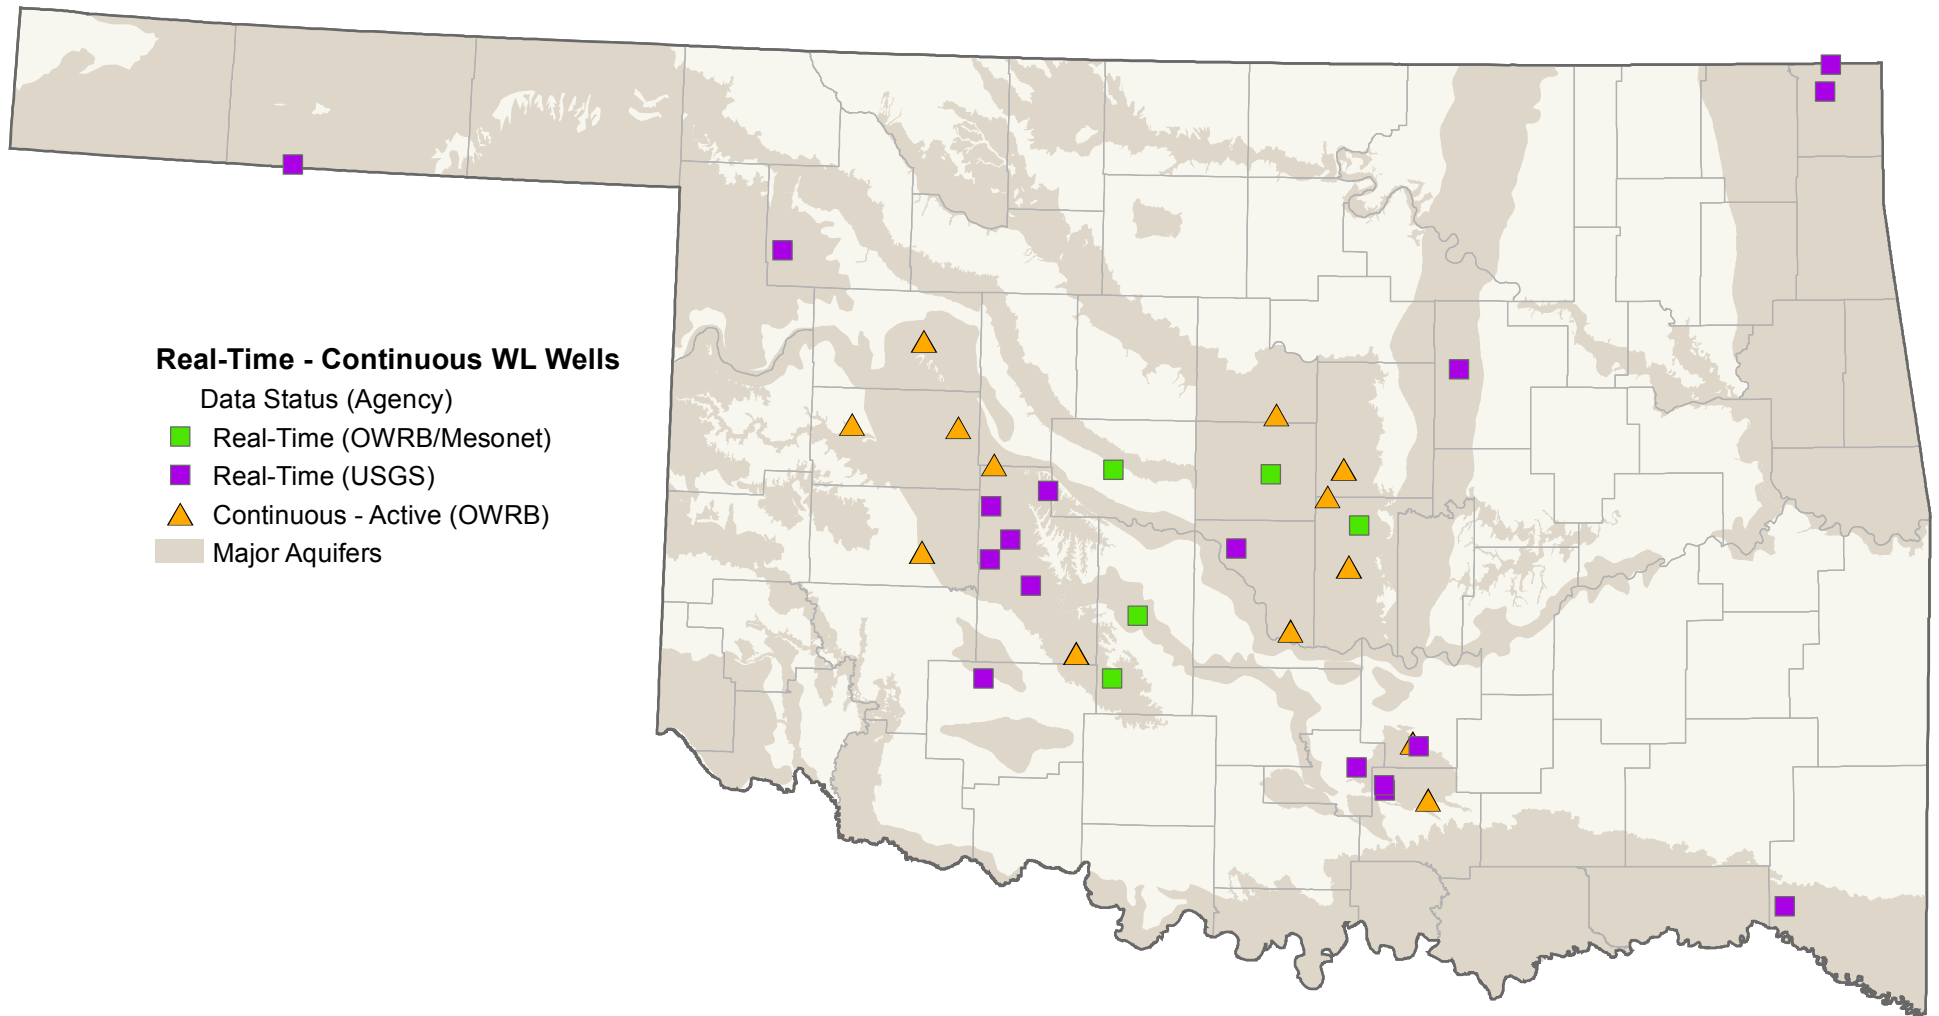 Real-Time - Continuous WL Wells
Data Status (Agency)
Real-Time (OWRB/Mesonet)
Real-Time (USGS)
Continuous - Active (OWRB)
Major Aquifers